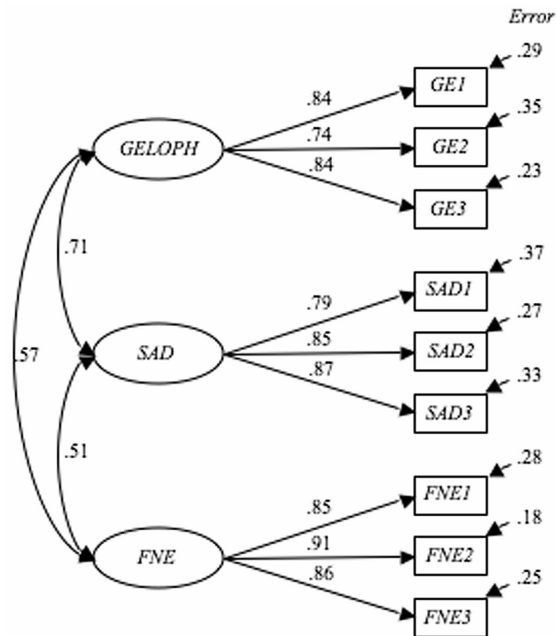 Error
.29
.84
GE1
.35
GELOPH
.74
GE2
.84
.23
GE3
.71
.37
.79
SAD1
.27
.57
SAD
.85
SAD2
.87
.33
SAD3
.51
.28
.85
FNE1
.18
FNE
.91
FNE2
.86
.25
FNE3